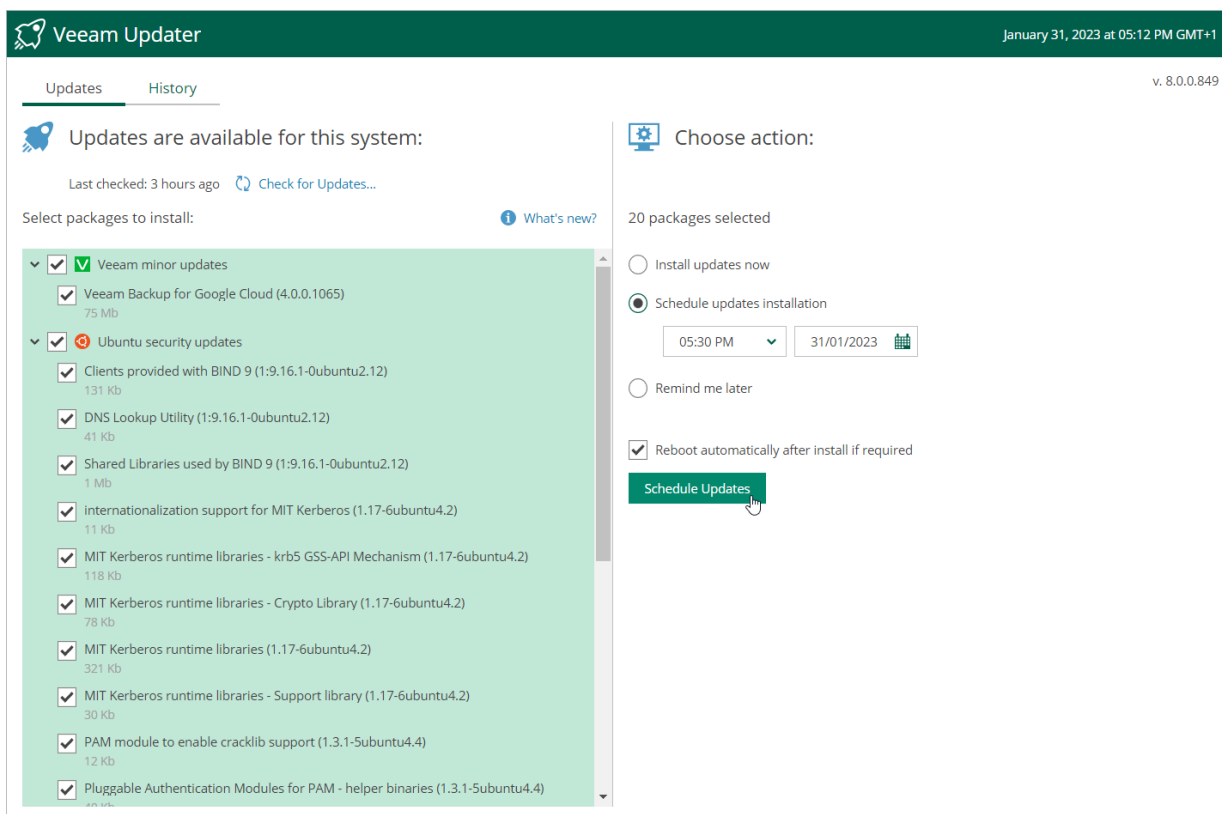 Veeam Updater
January 31, 2023 at 05:12 PM GMT+1
Updates
History
v. 8.0.0.849
Updates are available for this system:
Last checked: 3 hours ago
Check for Updates...
Select packages to install:
What's new?
Veeam minor updates
Veeam Backup for Google Cloud (4.0.0.1065)
75 Mb
Ubuntu security updates
Clients provided with BIND 9 (1:9.16.1-0ubuntu2.12)
131 Kb
DNS Lookup Utility (1:9.16.1-0ubuntu2.12)
41 Kb
Shared Libraries used by BIND 9 (1:9.16.1-0ubuntu2.12)
1 Mb
internationalization support for MIT Kerberos (1.17-6ubuntu4.2)
11 Kb
MIT Kerberos runtime libraries - krb5 GSS-API Mechanism (1.17-6ubuntu4.2)
118 Kb
MIT Kerberos runtime libraries - Crypto Library (1.17-6ubuntu4.2)
78 Kb
MIT Kerberos runtime libraries (1.17-6ubuntu4.2)
321 Kb
MIT Kerberos runtime libraries - Support library (1.17-6ubuntu4.2)
30 Kb
PAM module to enable cracklib support (1.3.1-5ubuntu4.4)
12 Kb
Pluggable Authentication Modules for PAM - helper binaries (1.3.1-5ubuntu4.4)
Choose action:
20 packages selected
Install updates now
Schedule updates installation
05:30 PM
31/01/2023
Remind me later
Reboot automatically after install if required
Schedule Updates